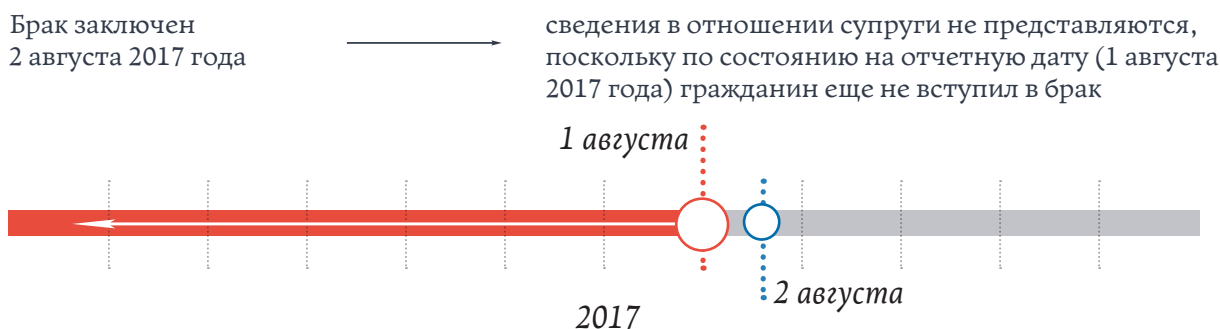 Брак заключен
2 августа 2017 года
сведения в отношении супруги не представляются,
поскольку по состоянию на отчетную дату (1 августа
2017 года) гражданин еще не вступил в брак
1 августа
2 августа
2017